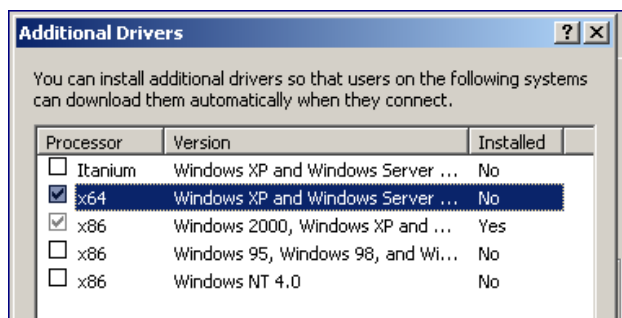 Additional Drivers
You can install additional drivers so that users on the following systems
can download them automatically when they connect.
Processor Version Installed
Itanium Windows XP and Windows Server ... No
x64 Windows XP and Windows Server ... No
x86 Windows 2000, Windows XP and ... Yes
x86 Windows 95, Windows 98, and Wi... No
x86 Windows NT 4.0 No